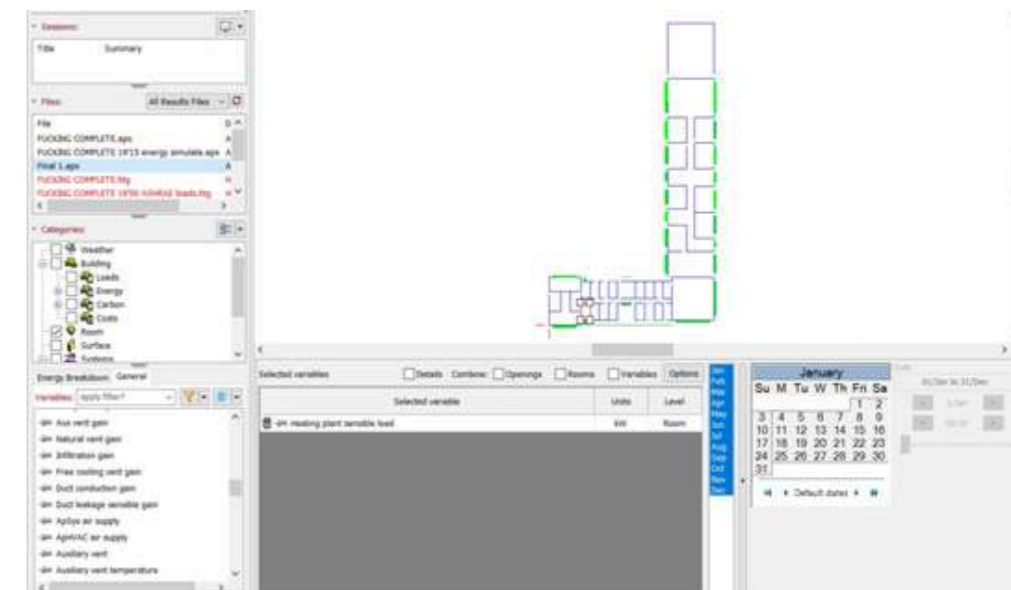 Sessions:
Title Summary
Files: All Results Files
File D
FUCKING COMPLETE.aps A
FUCKING COMPLETE energy simulate.aps A
Final 1.aps A
FUCKING COMPLETE.htg H
FUCKING COMPLETE ASHRAE loads.htg H
Categories:
Weather
Building
Loads
Energy
Carbon
Costs
Room
Surface
Systems
Energy Breakdown General
Variables: apply filter?
Aux vent gain
Natural vent gain
Infiltration gain
Free cooling vent gain
Duct conduction gain
Duct leakage sensible gain
ApSys air supply
ApHVAC air supply
Auxiliary vent
Auxiliary vent temperature
Selected variables Details Combine: Openings Rooms Variables Options
Selected variable Units Level
Heating plant sensible load kW Room
Jan
Feb
Mar
Apr
May
Jun
Jul
Aug
Sep
Oct
Nov
Dec
January
Su M Tu W Th Fri Sa
1 2
3 4 5 6 7 8 9
10 11 12 13 14 15 16
17 18 19 20 21 22 23
24 25 26 27 28 29 30
31
Default dates